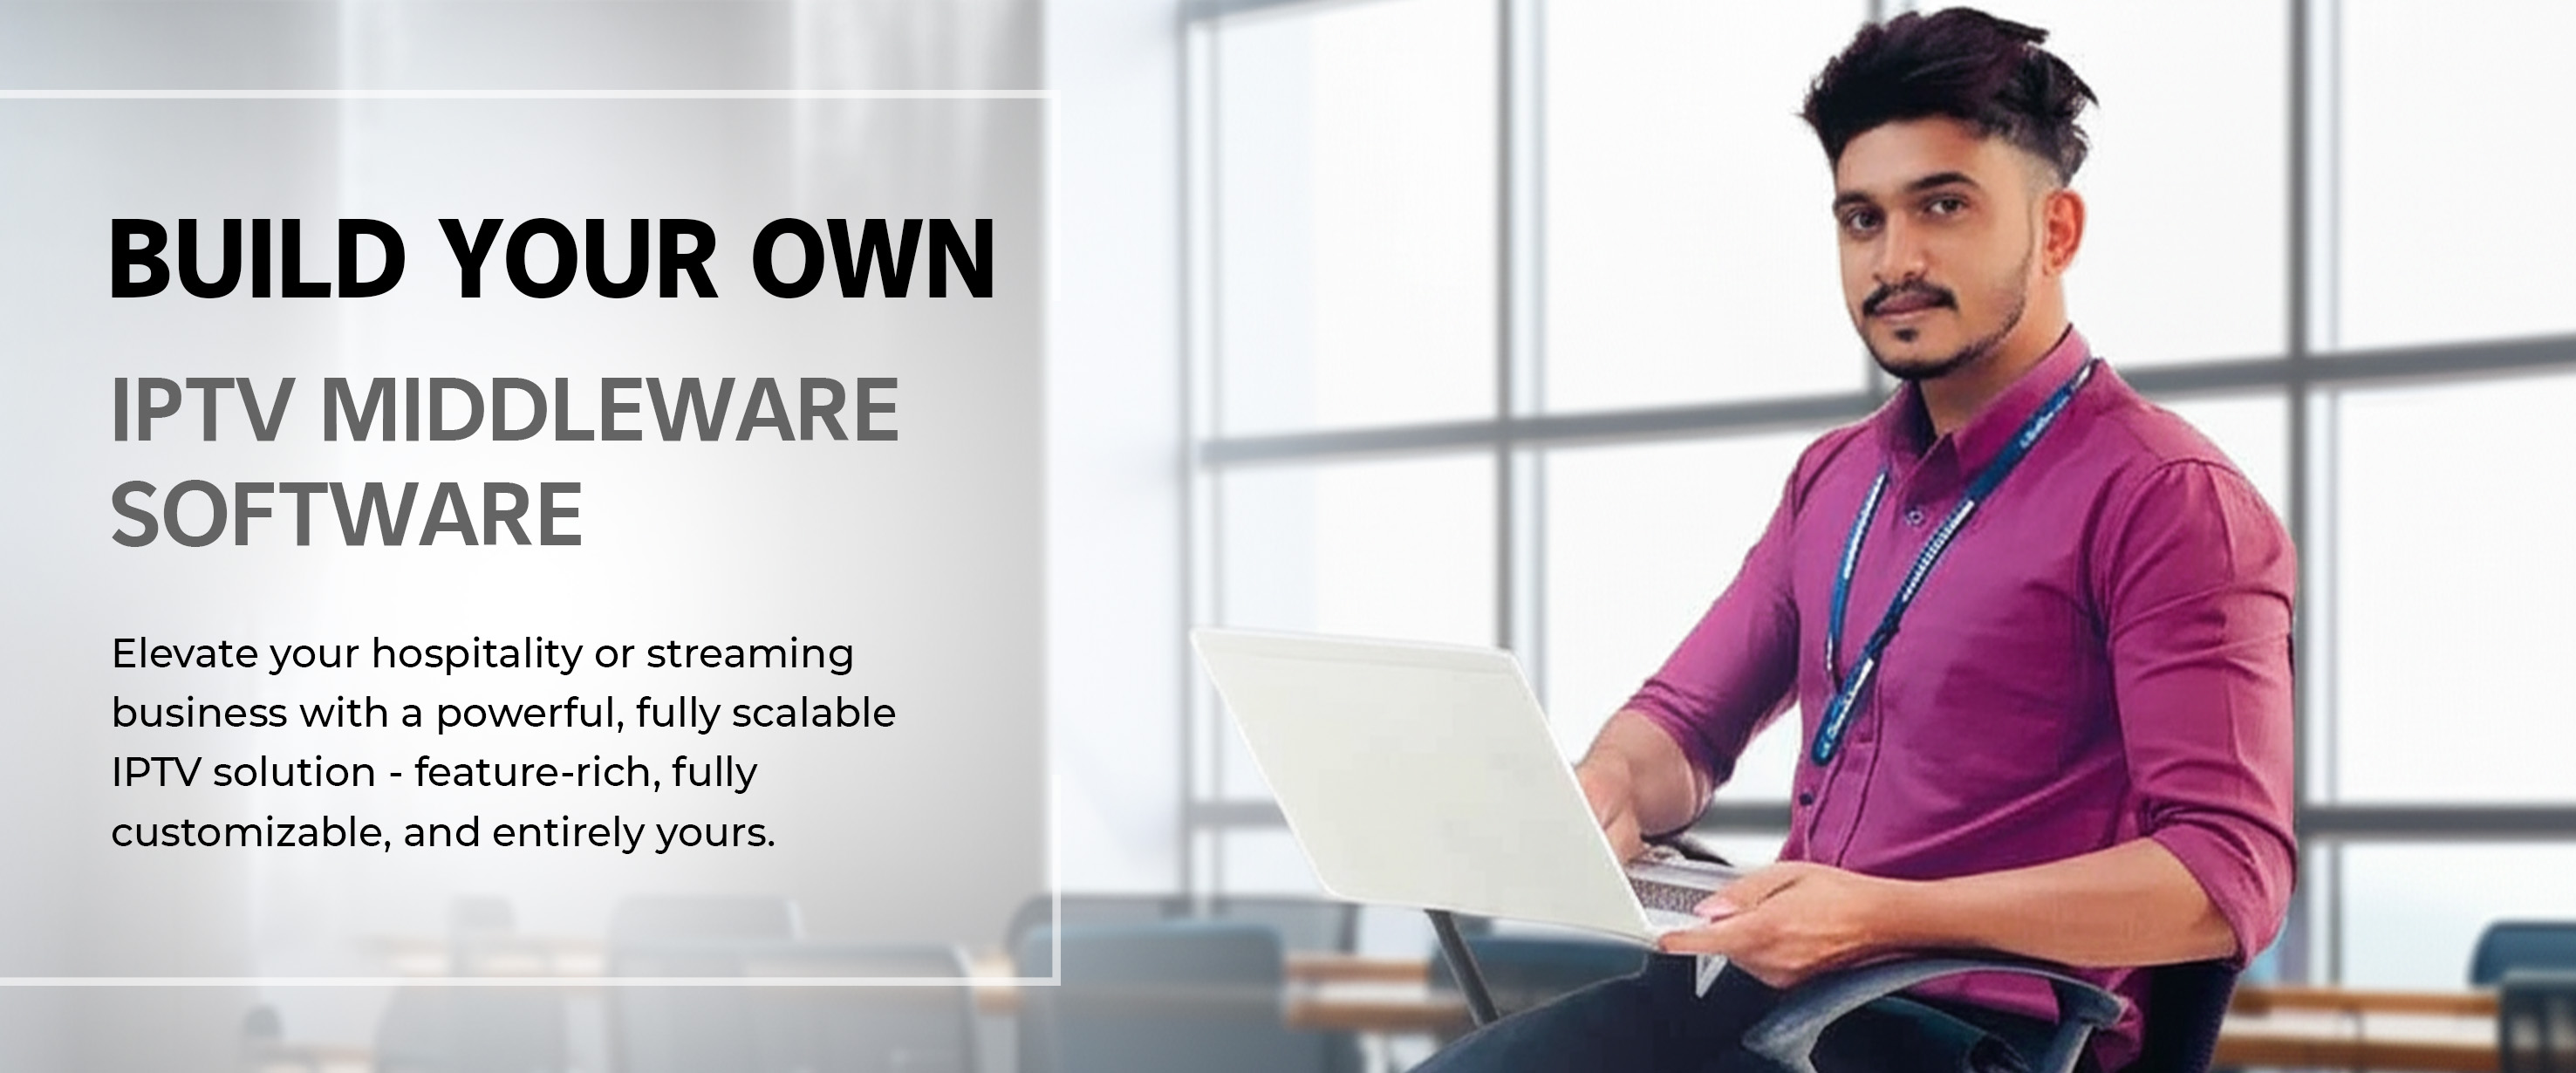 BUILD YOUR OWN
IPTV MIDDLEWARE
SOFTWARE
Elevate your hospitality or streaming
business with a powerful, fully scalable
IPTV solution - feature-rich, fully
customizable, and entirely yours.